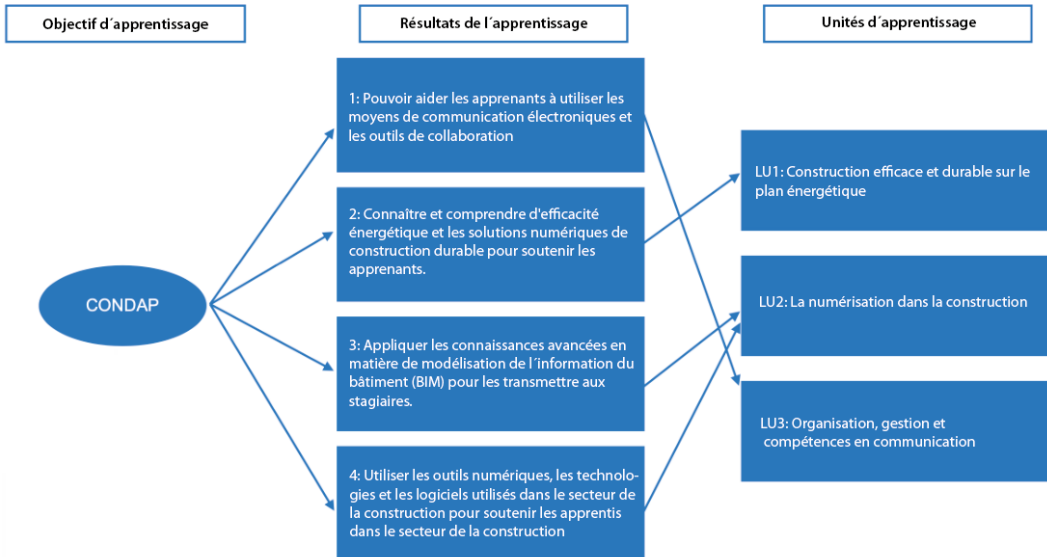 Objectif d´apprentissage
Résultats de l´apprentissage
Unités d´apprentissage
CONDAP
1: Pouvoir aider les apprenants à utiliser les
moyens de communication électroniques et
les outils de collaboration
2: Connaître et comprendre d'efficacité
énergétique et les solutions numériques de
construction durable pour soutenir les
apprenants.
3: Appliquer les connaissances avancées en
matière de modélisation de l´information du
bâtiment (BIM) pour les transmettre aux
stagiaires.
4: Utiliser les outils numériques, les technolo-
gies et les logiciels utilisés dans le secteur de
la construction pour soutenir les apprentis
dans le secteur de la construction
LU1: Construction efficace et durable sur le
plan énergétique
LU2: La numérisation dans la construction
LU3: Organisation, gestion et
compétences en communication